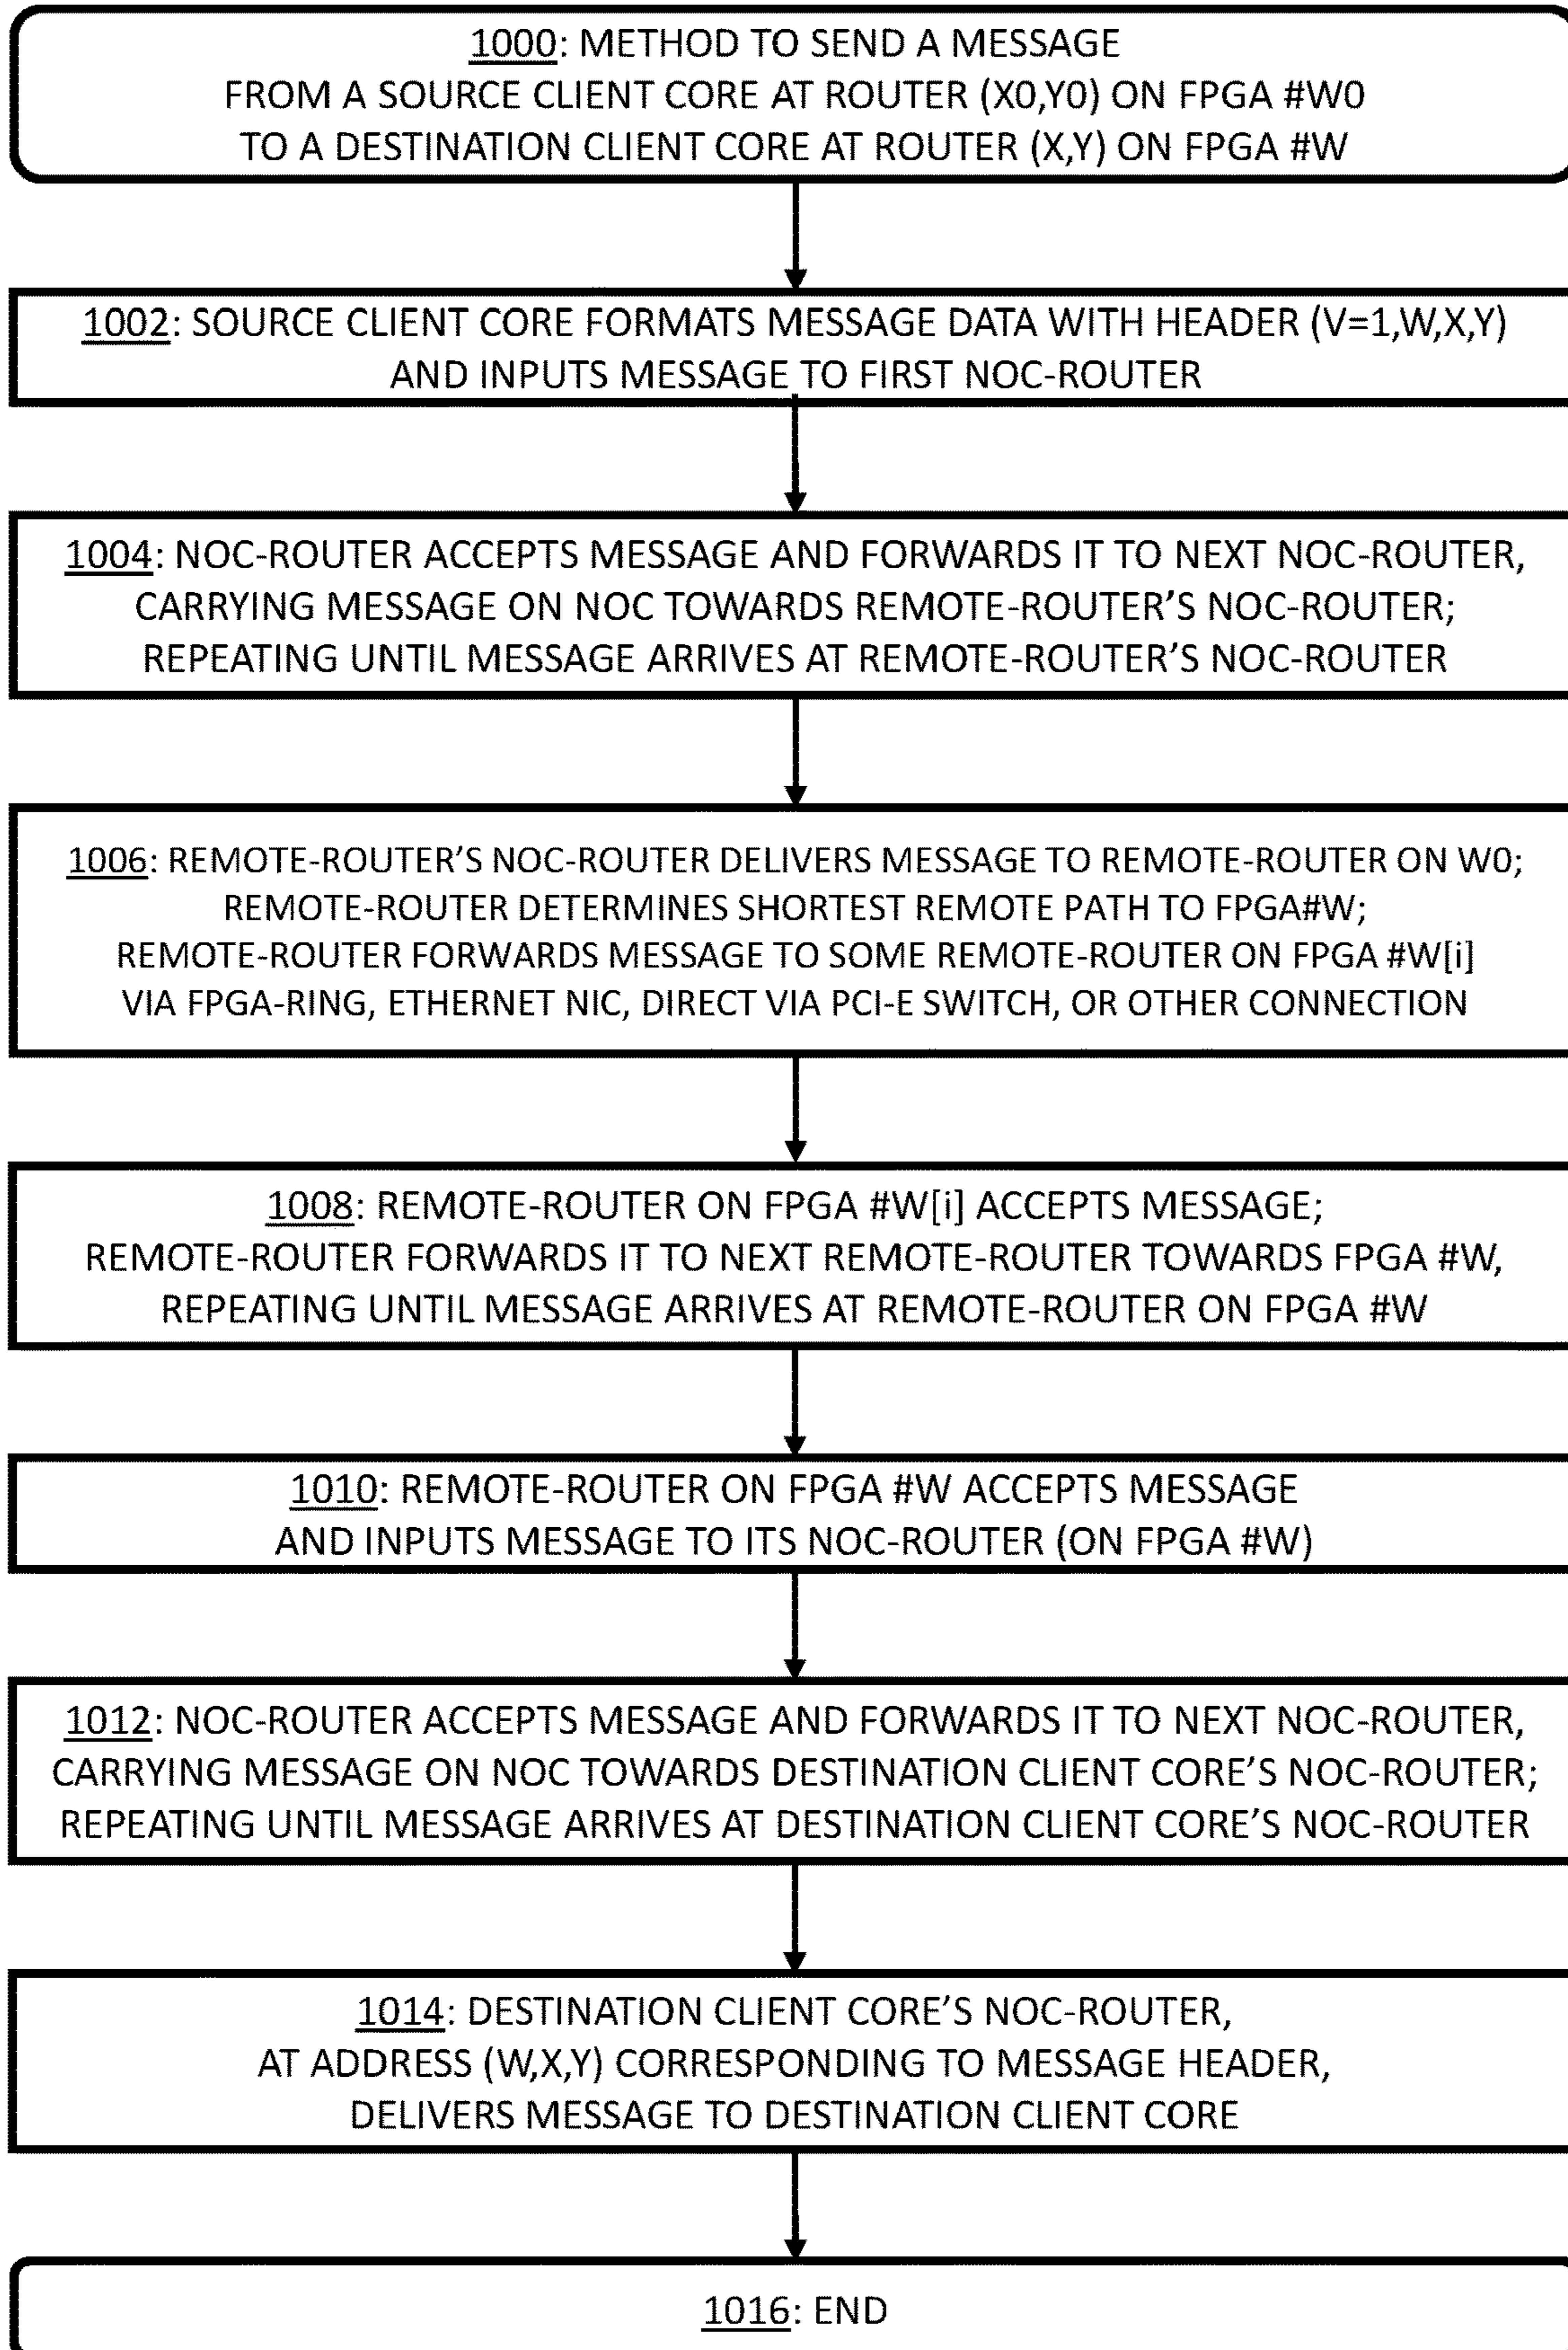 1000: METHOD TO SEND A MESSAGE
FROM A SOURCE CLIENT CORE AT ROUTER (X0,Y0) ON FPGA #W0
TO A DESTINATION CLIENT CORE AT ROUTER (X,Y) ON FPGA #W
1002: SOURCE CLIENT CORE FORMATS MESSAGE DATA WITH HEADER (V=1,W,X,Y)
AND INPUTS MESSAGE TO FIRST NOC-ROUTER
1004: NOC-ROUTER ACCEPTS MESSAGE AND FORWARDS IT TO NEXT NOC-ROUTER,
CARRYING MESSAGE ON NOC TOWARDS REMOTE-ROUTER'S NOC-ROUTER;
REPEATING UNTIL MESSAGE ARRIVES AT REMOTE-ROUTER'S NOC-ROUTER
1006: REMOTE-ROUTER'S NOC-ROUTER DELIVERS MESSAGE TO REMOTE-ROUTER ON W0;
REMOTE-ROUTER DETERMINES SHORTEST REMOTE PATH TO FPGA#W;
REMOTE-ROUTER FORWARDS MESSAGE TO SOME REMOTE-ROUTER ON FPGA #W[i]
VIA FPGA-RING, ETHERNET NIC, DIRECT VIA PCI-E SWITCH, OR OTHER CONNECTION
1008: REMOTE-ROUTER ON FPGA #W[i] ACCEPTS MESSAGE;
REMOTE-ROUTER FORWARDS IT TO NEXT REMOTE-ROUTER TOWARDS FPGA #W,
REPEATING UNTIL MESSAGE ARRIVES AT REMOTE-ROUTER ON FPGA #W
1010: REMOTE-ROUTER ON FPGA #W ACCEPTS MESSAGE
AND INPUTS MESSAGE TO ITS NOC-ROUTER (ON FPGA #W)
1012: NOC-ROUTER ACCEPTS MESSAGE AND FORWARDS IT TO NEXT NOC-ROUTER,
CARRYING MESSAGE ON NOC TOWARDS DESTINATION CLIENT CORE'S NOC-ROUTER;
REPEATING UNTIL MESSAGE ARRIVES AT DESTINATION CLIENT CORE'S NOC-ROUTER
1014: DESTINATION CLIENT CORE'S NOC-ROUTER,
AT ADDRESS (W,X,Y) CORRESPONDING TO MESSAGE HEADER,
DELIVERS MESSAGE TO DESTINATION CLIENT CORE
1016: END